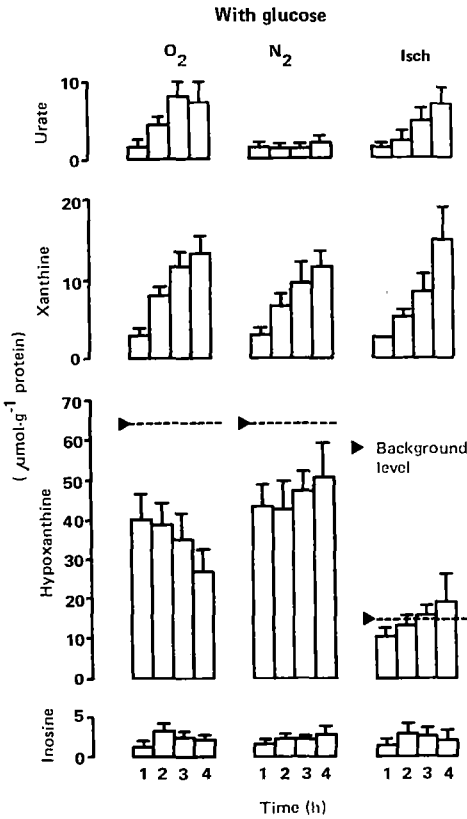 With glucose
O2 N2 Isch
Urate
10
0
Xanthine
20
10
0
(µmol·g-1 protein)
Hypoxanthine
70
60
50
40
30
20
10
0
Background
level
Inosine
5
0
1 2 3 4 1 2 3 4 1 2 3 4
Time (h)